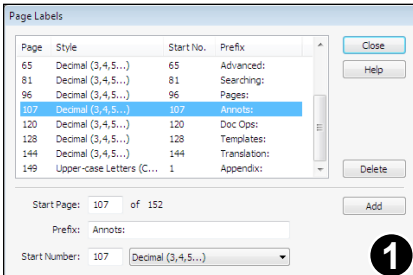 Page Labels
Page Style Start No. Prefix Close
65 Decimal (3,4,5...) 65 Advanced: Help
81 Decimal (3,4,5...) 81 Searching:
96 Decimal (3,4,5...) 96 Pages:
107 Decimal (3,4,5...) 107 Annots:
120 Decimal (3,4,5...) 120 Doc Ops:
128 Decimal (3,4,5...) 128 Templates:
144 Decimal (3,4,5...) 144 Translation:
149 Upper-case Letters (C... 1 Appendix: Delete
Start Page: 107 of 152 Add
Prefix: Annots:
Start Number: 107 Decimal (3,4,5...) 1